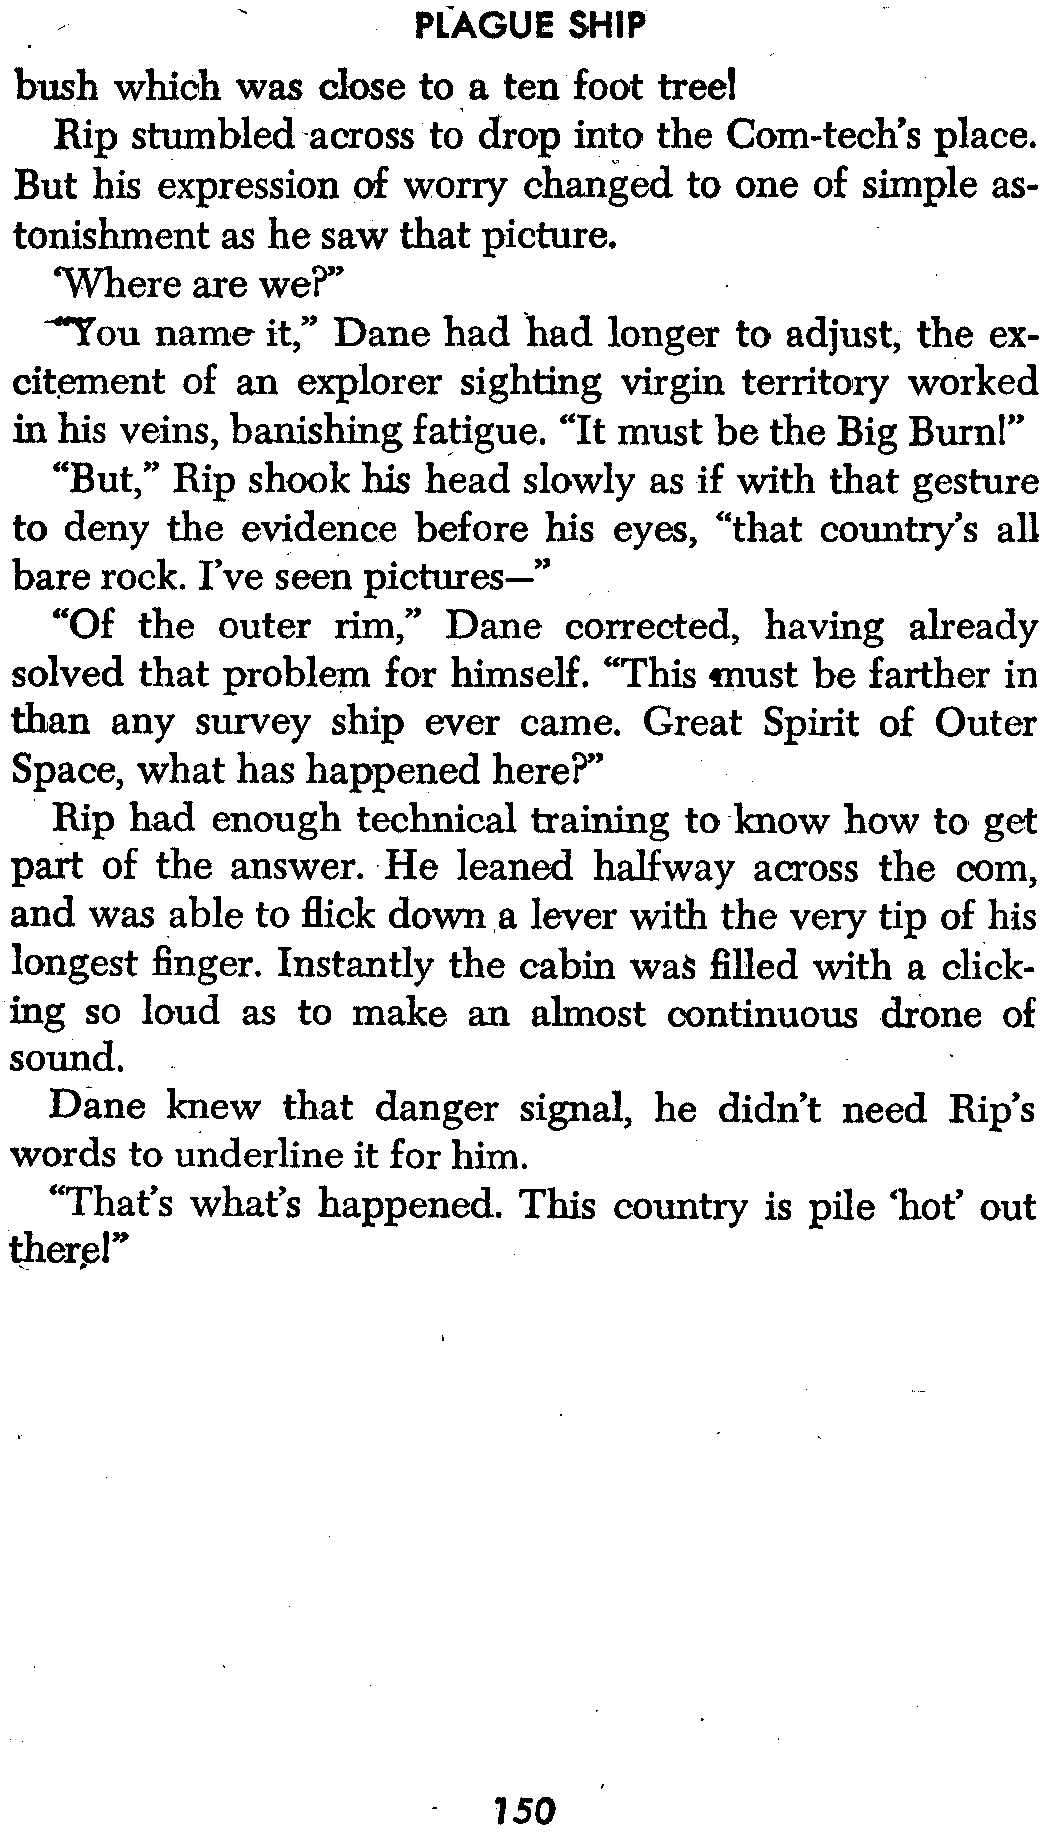 PLAGUE SHIP
bush which was close to a ten foot tree!
Rip stumbled across to drop into the Com-tech's place.
But his expression of worry changed to one of simple as-
tonishment as he saw that picture.
‘Where are we?”
“You name it,” Dane had had longer to adjust, the ex-
citement of an explorer sighting virgin territory worked
in his veins, banishing fatigue. “It must be the Big Burn!”
“But,” Rip shook his head slowly as if with that gesture
to deny the evidence before his eyes, “that country's all
bare rock. I've seen pictures—”
“Of the outer rim,” Dane corrected, having already
solved that problem for himself. “This must be farther in
than any survey ship ever came. Great Spirit of Outer
Space, what has happened here?”
Rip had enough technical training to know how to get
part of the answer. He leaned halfway across the com,
and was able to flick down a lever with the very tip of his
longest finger. Instantly the cabin was filled with a click-
ing so loud as to make an almost continuous drone of
sound.
Dane knew that danger signal, he didn't need Rip's
words to underline it for him.
“That's what's happened. This country is pile ‘hot’ out
there!”
150